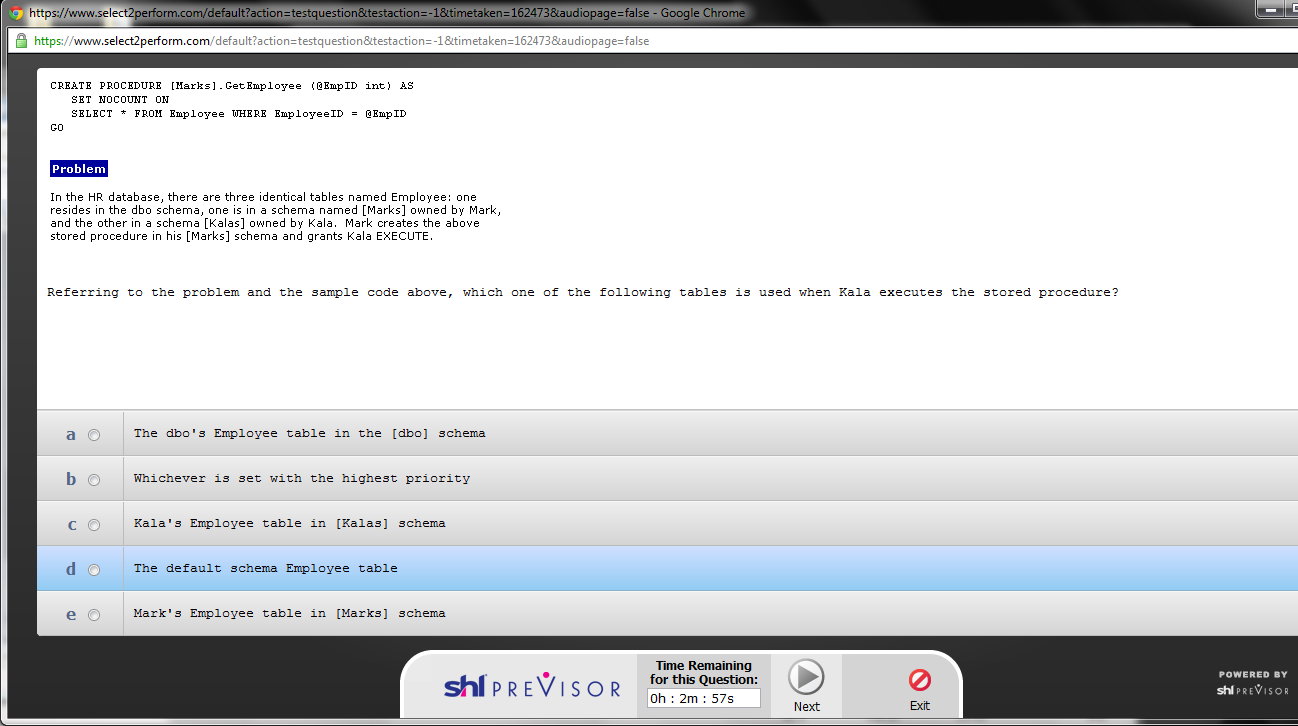 https://www.select2perform.com/default?action=testquestion&testaction=-1&timetaken=162473&audiopage=false - Google Chrome
https://www.select2perform.com/default?action=testquestion&testaction=-1&timetaken=162473&audiopage=false
CREATE PROCEDURE [Marks].GetEmployee (@EmpID int) AS
SET NOCOUNT ON
SELECT * FROM Employee WHERE EmployeeID = @EmpID
GO
Problem
In the HR database, there are three identical tables named Employee: one
resides in the dbo schema, one is in a schema named [Marks] owned by Mark,
and the other in a schema [Kalas] owned by Kala. Mark creates the above
stored procedure in his [Marks] schema and grants Kala EXECUTE.
Referring to the problem and the sample code above, which one of the following tables is used when Kala executes the stored procedure?
a The dbo's Employee table in the [dbo] schema
b Whichever is set with the highest priority
c Kala's Employee table in [Kalas] schema
d The default schema Employee table
e Mark's Employee table in [Marks] schema
shl PREVISOR
Time Remaining
for this Question:
0h : 2m : 57s
Next
Exit
POWERED BY
shl PREVISOR